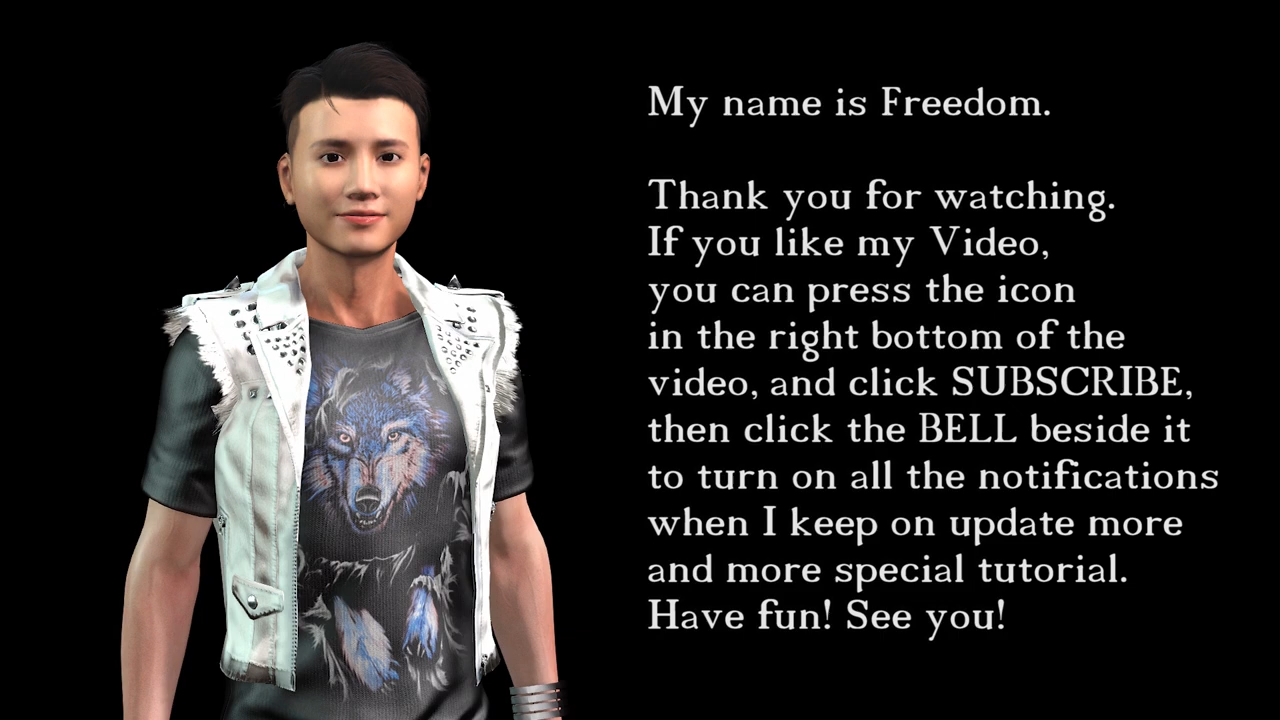 My name is Freedom.
Thank you for watching.
If you like my Video,
you can press the icon
in the right bottom of the
video, and click SUBSCRIBE,
then click the BELL beside it
to turn on all the notifications
when I keep on update more
and more special tutorial.
Have fun! See you!